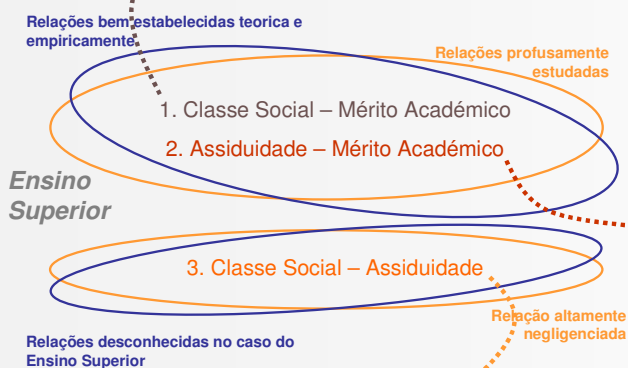 Relações bem estabelecidas teorica e
empiricamente
Relações profusamente
estudadas
1. Classe Social – Mérito Académico
2. Assiduidade – Mérito Académico
Ensino
Superior
3. Classe Social – Assiduidade
Relação altamente
negligenciada
Relações desconhecidas no caso do
Ensino Superior